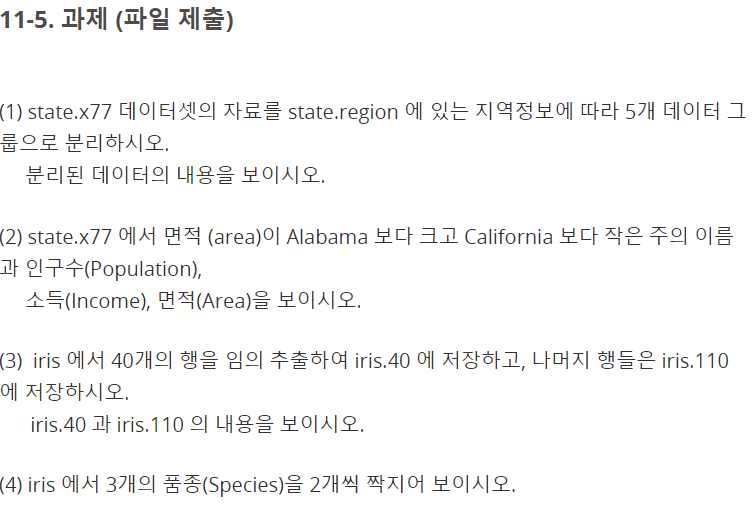 11-5. 과제 (파일 제출)
(1) state.x77 데이터셋의 자료를 state.region 에 있는 지역정보에 따라 5개 데이터 그
룹으로 분리하시오.
분리된 데이터의 내용을 보이시오.
(2) state.x77 에서 면적 (area)이 Alabama 보다 크고 California 보다 작은 주의 이름
과 인구수(Population),
소득(Income), 면적(Area)을 보이시오.
(3) iris 에서 40개의 행을 임의 추출하여 iris.40 에 저장하고, 나머지 행들은 iris.110
에 저장하시오.
iris.40 과 iris.110 의 내용을 보이시오.
(4) iris 에서 3개의 품종(Species)을 2개씩 짝지어 보이시오.